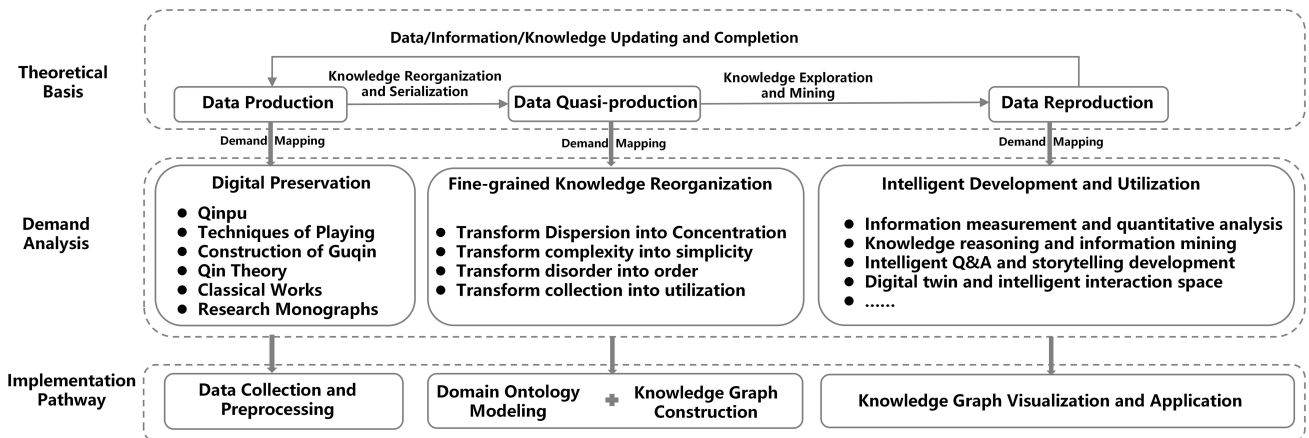 Theoretical
Basis
Data/Information/Knowledge Updating and Completion
Knowledge Reorganization
and Serialization
Knowledge Exploration
and Mining
Data Production
Data Quasi-production
Data Reproduction
Demand Mapping
Demand Mapping
Demand Mapping
Demand
Analysis
Digital Preservation
● Qinpu
● Techniques of Playing
● Construction of Guqin
● Qin Theory
● Classical Works
● Research Monographs
Fine-grained Knowledge Reorganization
● Transform Dispersion into Concentration
● Transform complexity into simplicity
● Transform disorder into order
● Transform collection into utilization
Intelligent Development and Utilization
● Information measurement and quantitative analysis
● Knowledge reasoning and information mining
● Intelligent Q&A and storytelling development
● Digital twin and intelligent interaction space
● ......
Implementation
Pathway
Data Collection and
Preprocessing
Domain Ontology
Modeling
Knowledge Graph
Construction
Knowledge Graph Visualization and Application